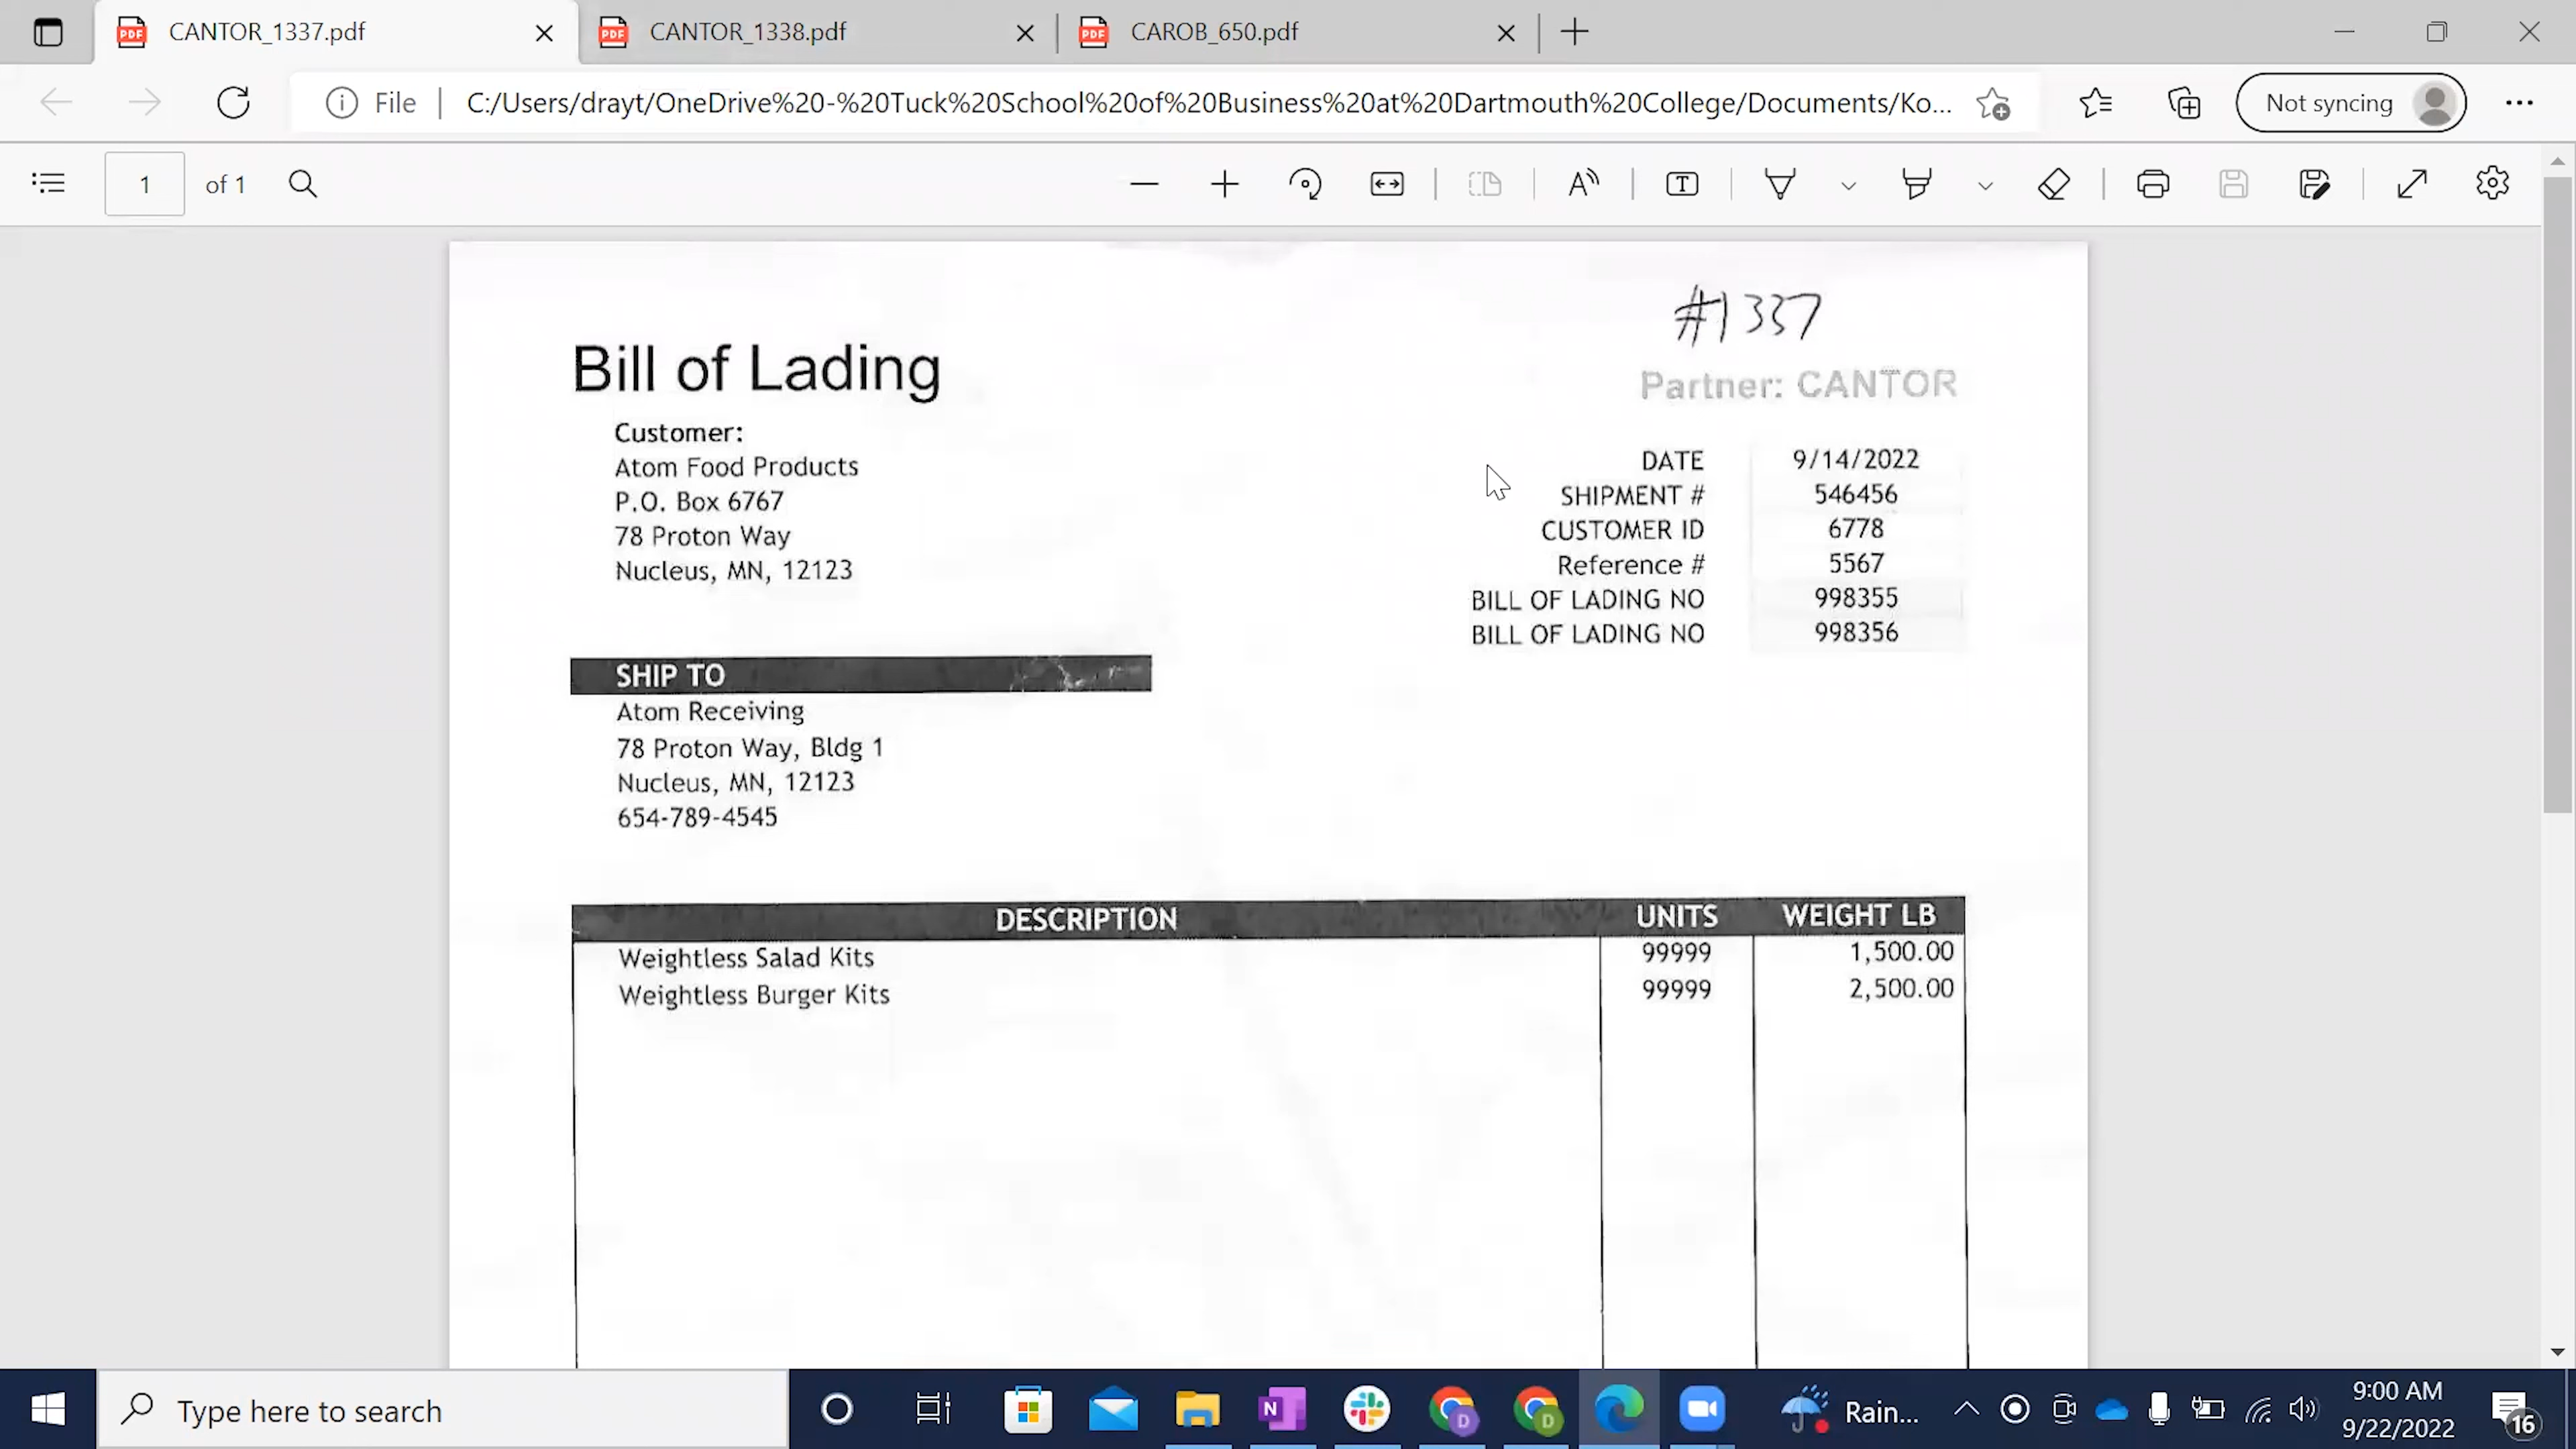 CANTOR_1337.pdf
CANTOR_1338.pdf
CAROB_650.pdf
File
C:/Users/drayt/OneDrive%20-%20Tuck%20School%20of%20Business%20at%20Dartmouth%20College/Documents/Ko...
Not syncing
1 of 1
#1337
Bill of Lading
Partner: CANTOR
Customer:
Atom Food Products
P.O. Box 6767
78 Proton Way
Nucleus, MN, 12123
DATE 9/14/2022
SHIPMENT # 546456
CUSTOMER ID 6778
Reference # 5567
BILL OF LADING NO 998355
BILL OF LADING NO 998356
SHIP TO
Atom Receiving
78 Proton Way, Bldg 1
Nucleus, MN, 12123
654-789-4545
DESCRIPTION UNITS WEIGHT LB
Weightless Salad Kits 99999 1,500.00
Weightless Burger Kits 99999 2,500.00
Type here to search
Rain...
9:00 AM
9/22/2022
16